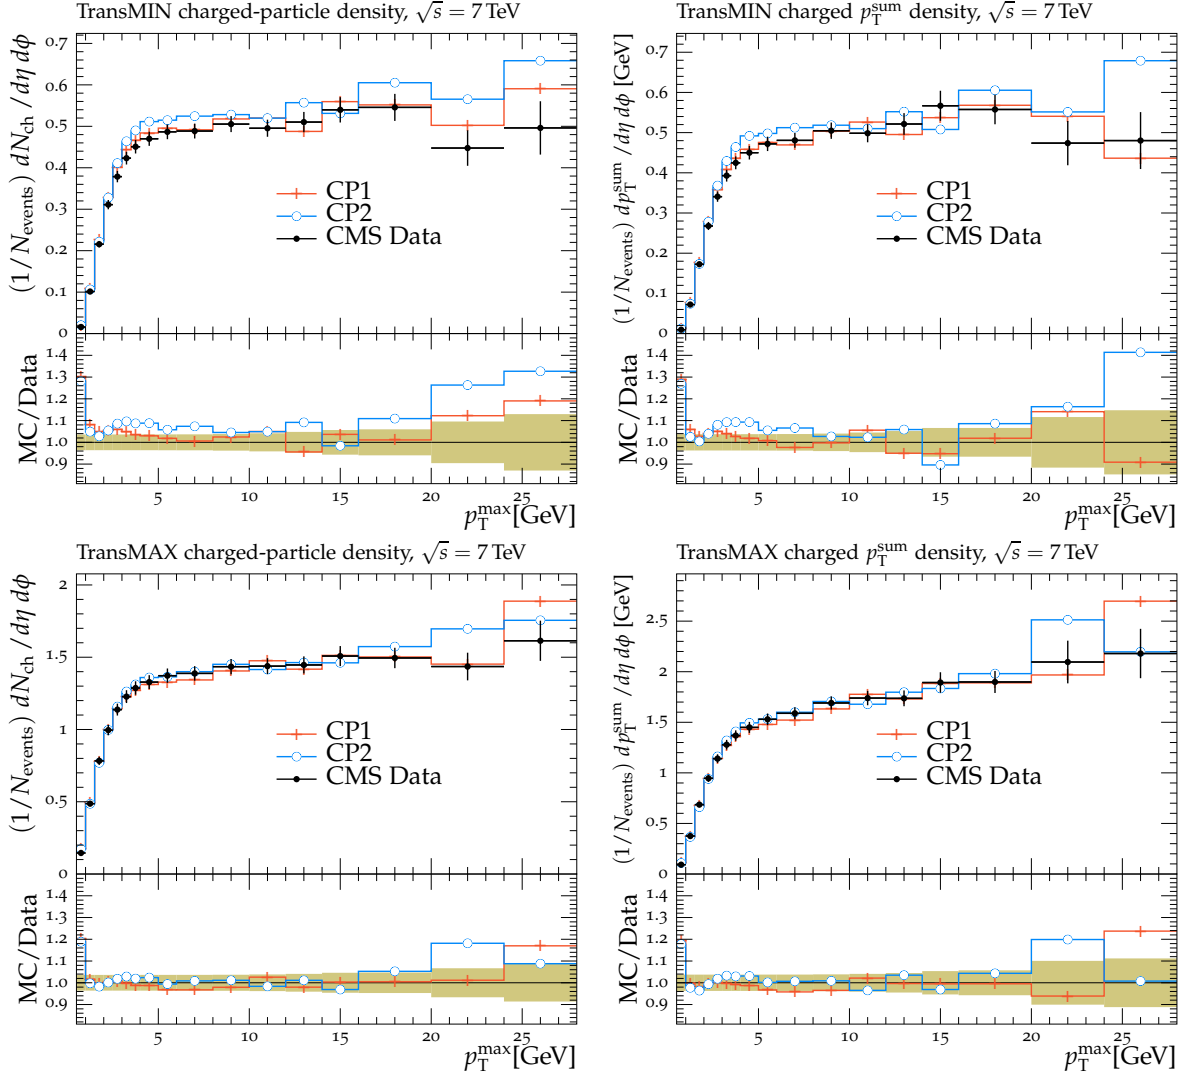 TransMIN charged-particle density, √s = 7 TeV
(1/N_events) dN_ch/dη dϕ
0.7
0.6
0.5
0.4
0.3
0.2
0.1
0
CP1
CP2
CMS Data
MC/Data
1.4
1.3
1.2
1.1
1.0
0.9
5 10 15 20 25
p_T^max[GeV]
TransMIN charged p_T^sum density, √s = 7 TeV
(1/N_events) dp_T^sum/dη dϕ [GeV]
0.7
0.6
0.5
0.4
0.3
0.2
0.1
0
CP1
CP2
CMS Data
MC/Data
1.4
1.3
1.2
1.1
1.0
0.9
5 10 15 20 25
p_T^max[GeV]
TransMAX charged-particle density, √s = 7 TeV
(1/N_events) dN_ch/dη dϕ
2
1.5
1
0.5
0
CP1
CP2
CMS Data
MC/Data
1.4
1.3
1.2
1.1
1.0
0.9
5 10 15 20 25
p_T^max[GeV]
TransMAX charged p_T^sum density, √s = 7 TeV
(1/N_events) dp_T^sum/dη dϕ [GeV]
2.5
2
1.5
1
0.5
0
CP1
CP2
CMS Data
MC/Data
1.4
1.3
1.2
1.1
1.0
0.9
5 10 15 20 25
p_T^max[GeV]